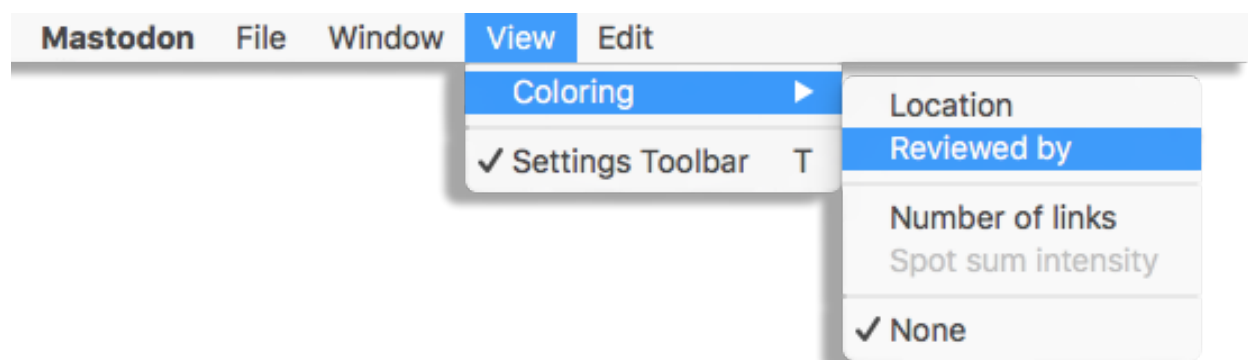 Mastodon File Window View Edit
Coloring ▶
✓ Settings Toolbar T
Location
Reviewed by
Number of links
Spot sum intensity
✓ None